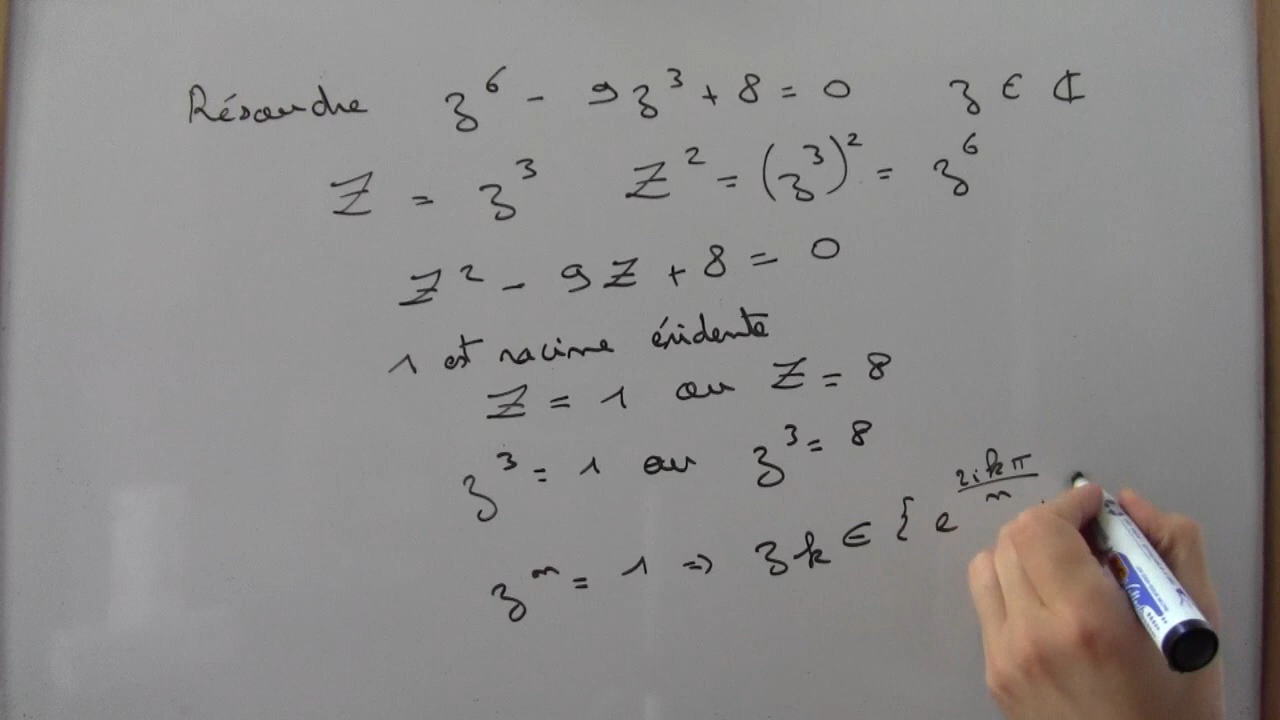 Résoudre z⁶ - 9z³ + 8 = 0 z ∈ ℂ
Z = z³ Z² = (z³)² = z⁶
Z² - 9Z + 8 = 0
1 est racine évidente
Z = 1 ou Z = 8
z³ = 1 ou z³ = 8
zⁿ = 1 ⇒ zk ∈ { e^(2ikπ/n)